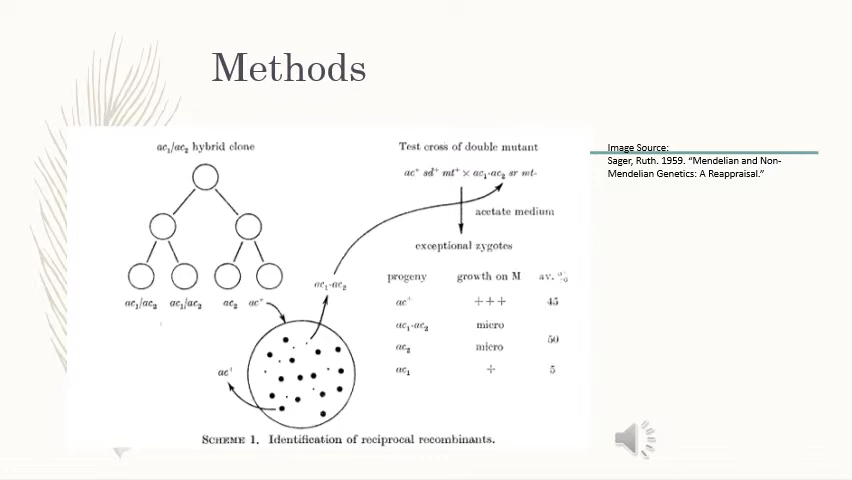 Methods
ac₁/ac₂ hybrid clone
ac₁/ac₂ ac₁/ac₂ ac₂ ac⁺
ac₁-ac₂
ac⁺
Test cross of double mutant
ac⁺ sd⁺ mt⁺ × ac₁-ac₂ sr mt-
acetate medium
exceptional zygotes
progeny growth on M av. %
ac⁺ +++ 45
ac₁-ac₂ micro
50
ac₂ micro
ac₁ + 5
SCHEME 1. Identification of reciprocal recombinants.
Image Source:
Sager, Ruth. 1959. “Mendelian and Non-
Mendelian Genetics: A Reappraisal.”